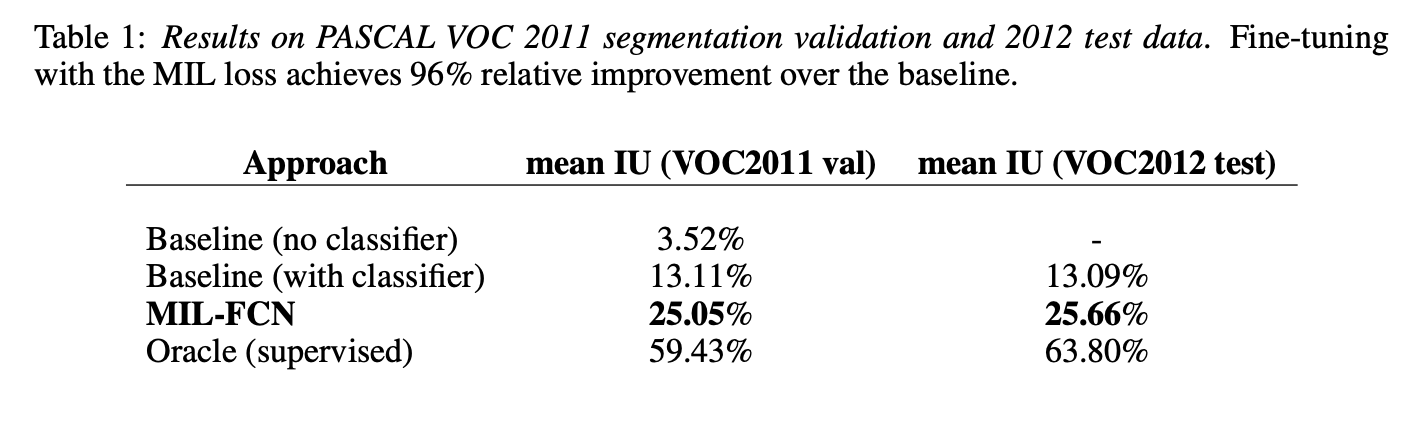 Table 1: Results on PASCAL VOC 2011 segmentation validation and 2012 test data. Fine-tuning
with the MIL loss achieves 96% relative improvement over the baseline.
Approach mean IU (VOC2011 val) mean IU (VOC2012 test)
Baseline (no classifier) 3.52% -
Baseline (with classifier) 13.11% 13.09%
MIL-FCN 25.05% 25.66%
Oracle (supervised) 59.43% 63.80%